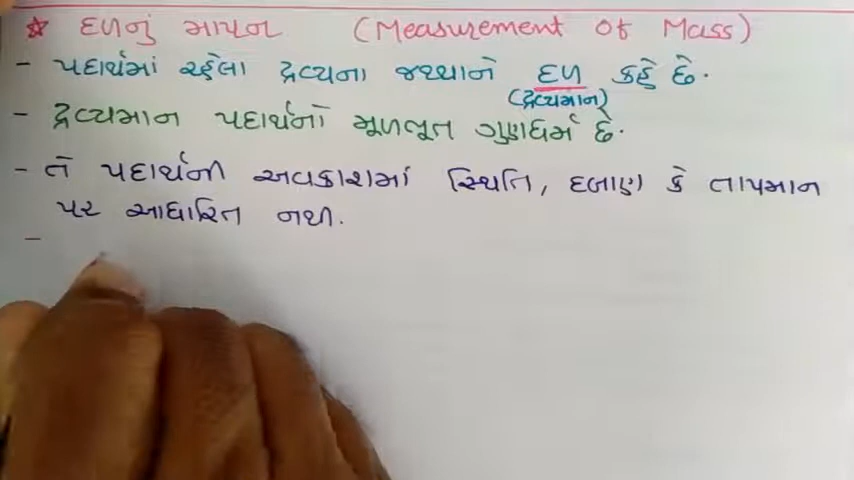 ☆ દળનું માપન (Measurement of Mass)
- પદાર્થમાં રહેલા દ્રવ્યના જથ્થાને દળ કહે છે.
(દ્રવ્યમાન)
- દ્રવ્યમાન પદાર્થનો મૂળભૂત ગુણધર્મ છે.
- તે પદાર્થની અવકાશમાં સ્થિતિ, દબાણ કે તાપમાન
પર આધારિત નથી.
-